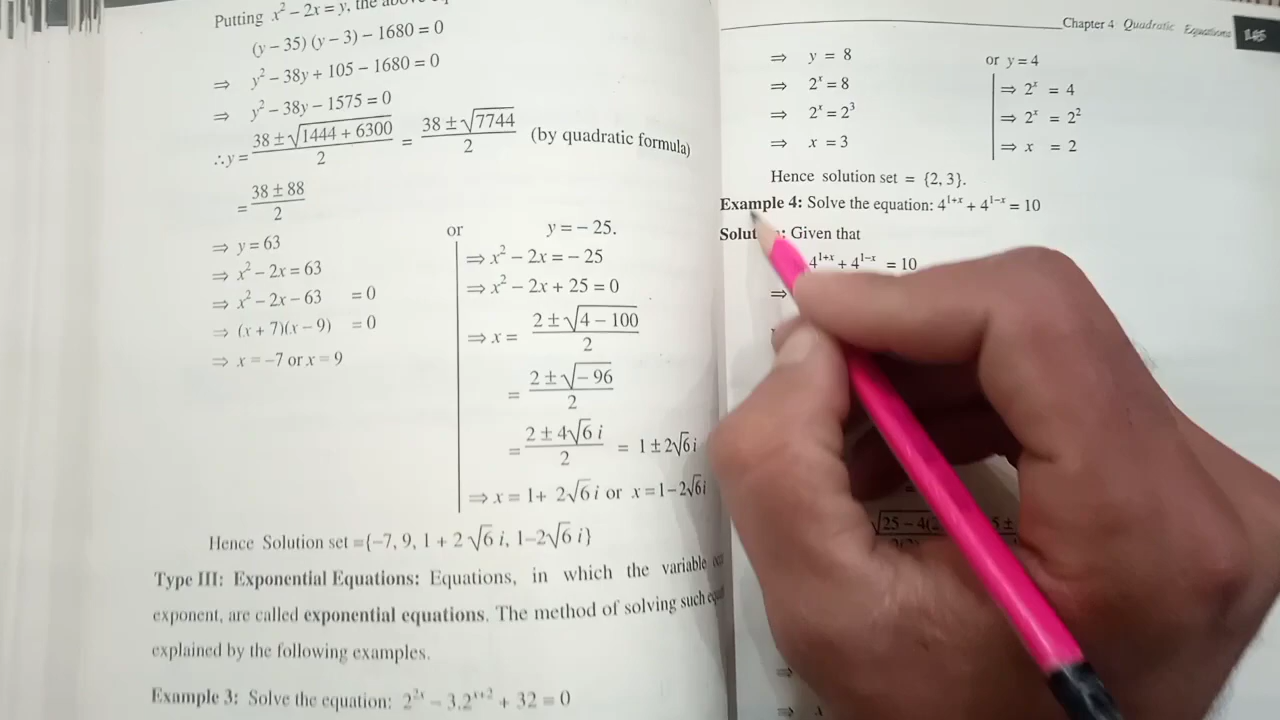 Putting x² − 2x = y, the
(y − 35) (y − 3) − 1680 = 0
⇒ y² − 38y + 105 − 1680 = 0
⇒ y² − 38y − 1575 = 0
∴ y = (38 ± √(1444 + 6300))/2 = (38 ± √7744)/2 (by quadratic formula)
= (38 ± 88)/2
⇒ y = 63
⇒ x² − 2x = 63
⇒ x² − 2x − 63 = 0
⇒ (x + 7)(x − 9) = 0
⇒ x = −7 or x = 9
or y = − 25.
⇒ x² − 2x = − 25
⇒ x² − 2x + 25 = 0
⇒ x = (2 ± √(4 − 100))/2
= (2 ± √(− 96))/2
= (2 ± 4√6 i)/2 = 1 ± 2√6 i
⇒ x = 1+ 2√6 i or x = 1 − 2√6i
Hence Solution set ={−7, 9, 1 + 2 √6 i, 1−2√6 i}
Type III: Exponential Equations: Equations, in which the variable
exponent, are called exponential equations. The method of solving such
explained by the following examples.
Example 3: Solve the equation: 2²ˣ − 3.2ˣ⁺² + 32 = 0
Chapter 4 Quadratic Equations
⇒ y = 8
⇒ 2ˣ = 8
⇒ 2ˣ = 2³
⇒ x = 3
or y = 4
⇒ 2ˣ = 4
⇒ 2ˣ = 2²
⇒ x = 2
Hence solution set = {2, 3}.
Example 4: Solve the equation: 4¹⁺ˣ + 4¹⁻ˣ = 10
Given that
4¹⁺ˣ + 4¹⁻ˣ = 10
⇒
⇒
⇒